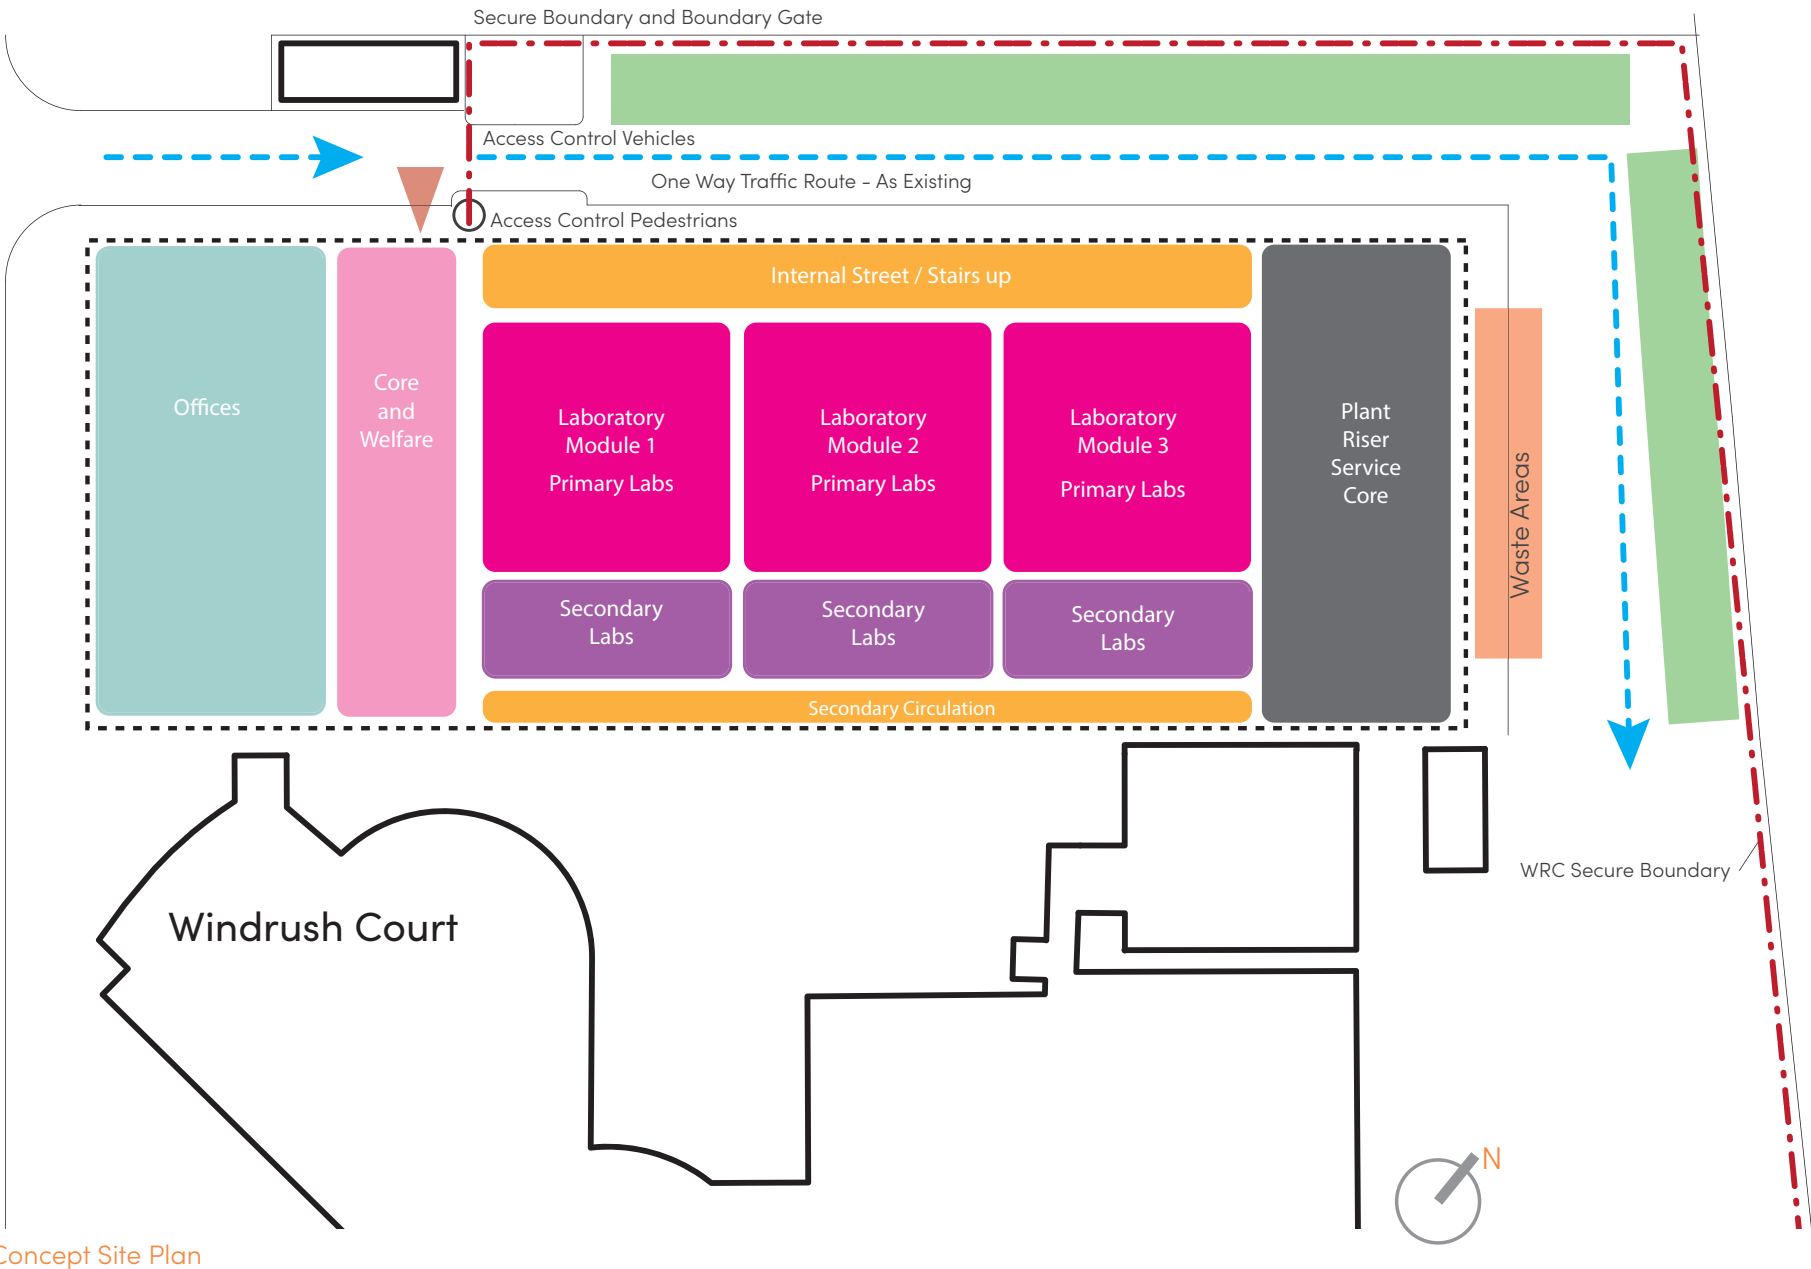 Secure Boundary and Boundary Gate
Access Control Vehicles
One Way Traffic Route - As Existing
Access Control Pedestrians
Internal Street / Stairs up
Offices
Core
and
Welfare
Laboratory
Module 1
Primary Labs
Laboratory
Module 2
Primary Labs
Laboratory
Module 3
Primary Labs
Plant
Riser
Service
Core
Waste Areas
Secondary
Labs
Secondary
Labs
Secondary
Labs
Secondary Circulation
WRC Secure Boundary
Windrush Court
N
Concept Site Plan